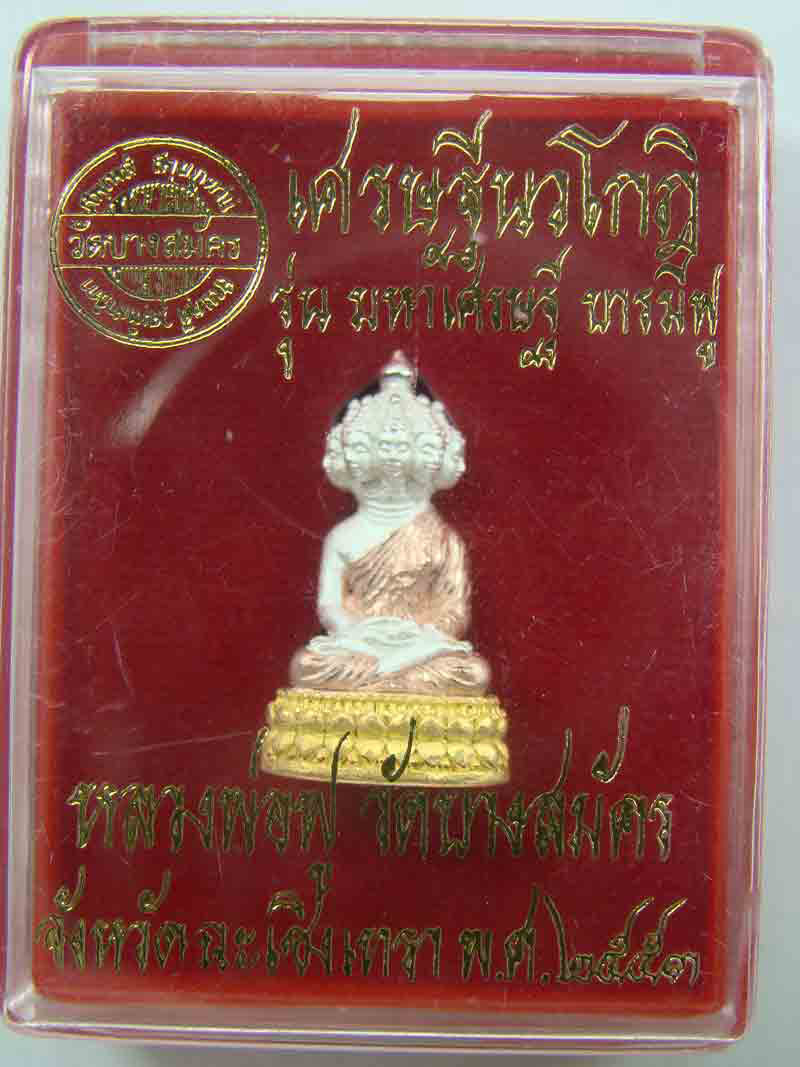 วัดบางสมัคร
เศรษฐีนวโกฏิ
รุ่น มหาเศรษฐี บารมีฟู
หลวงพ่อฟู วัดบางสมัคร
จังหวัดฉะเชิงเทรา พ.ศ.๒๕๕๓